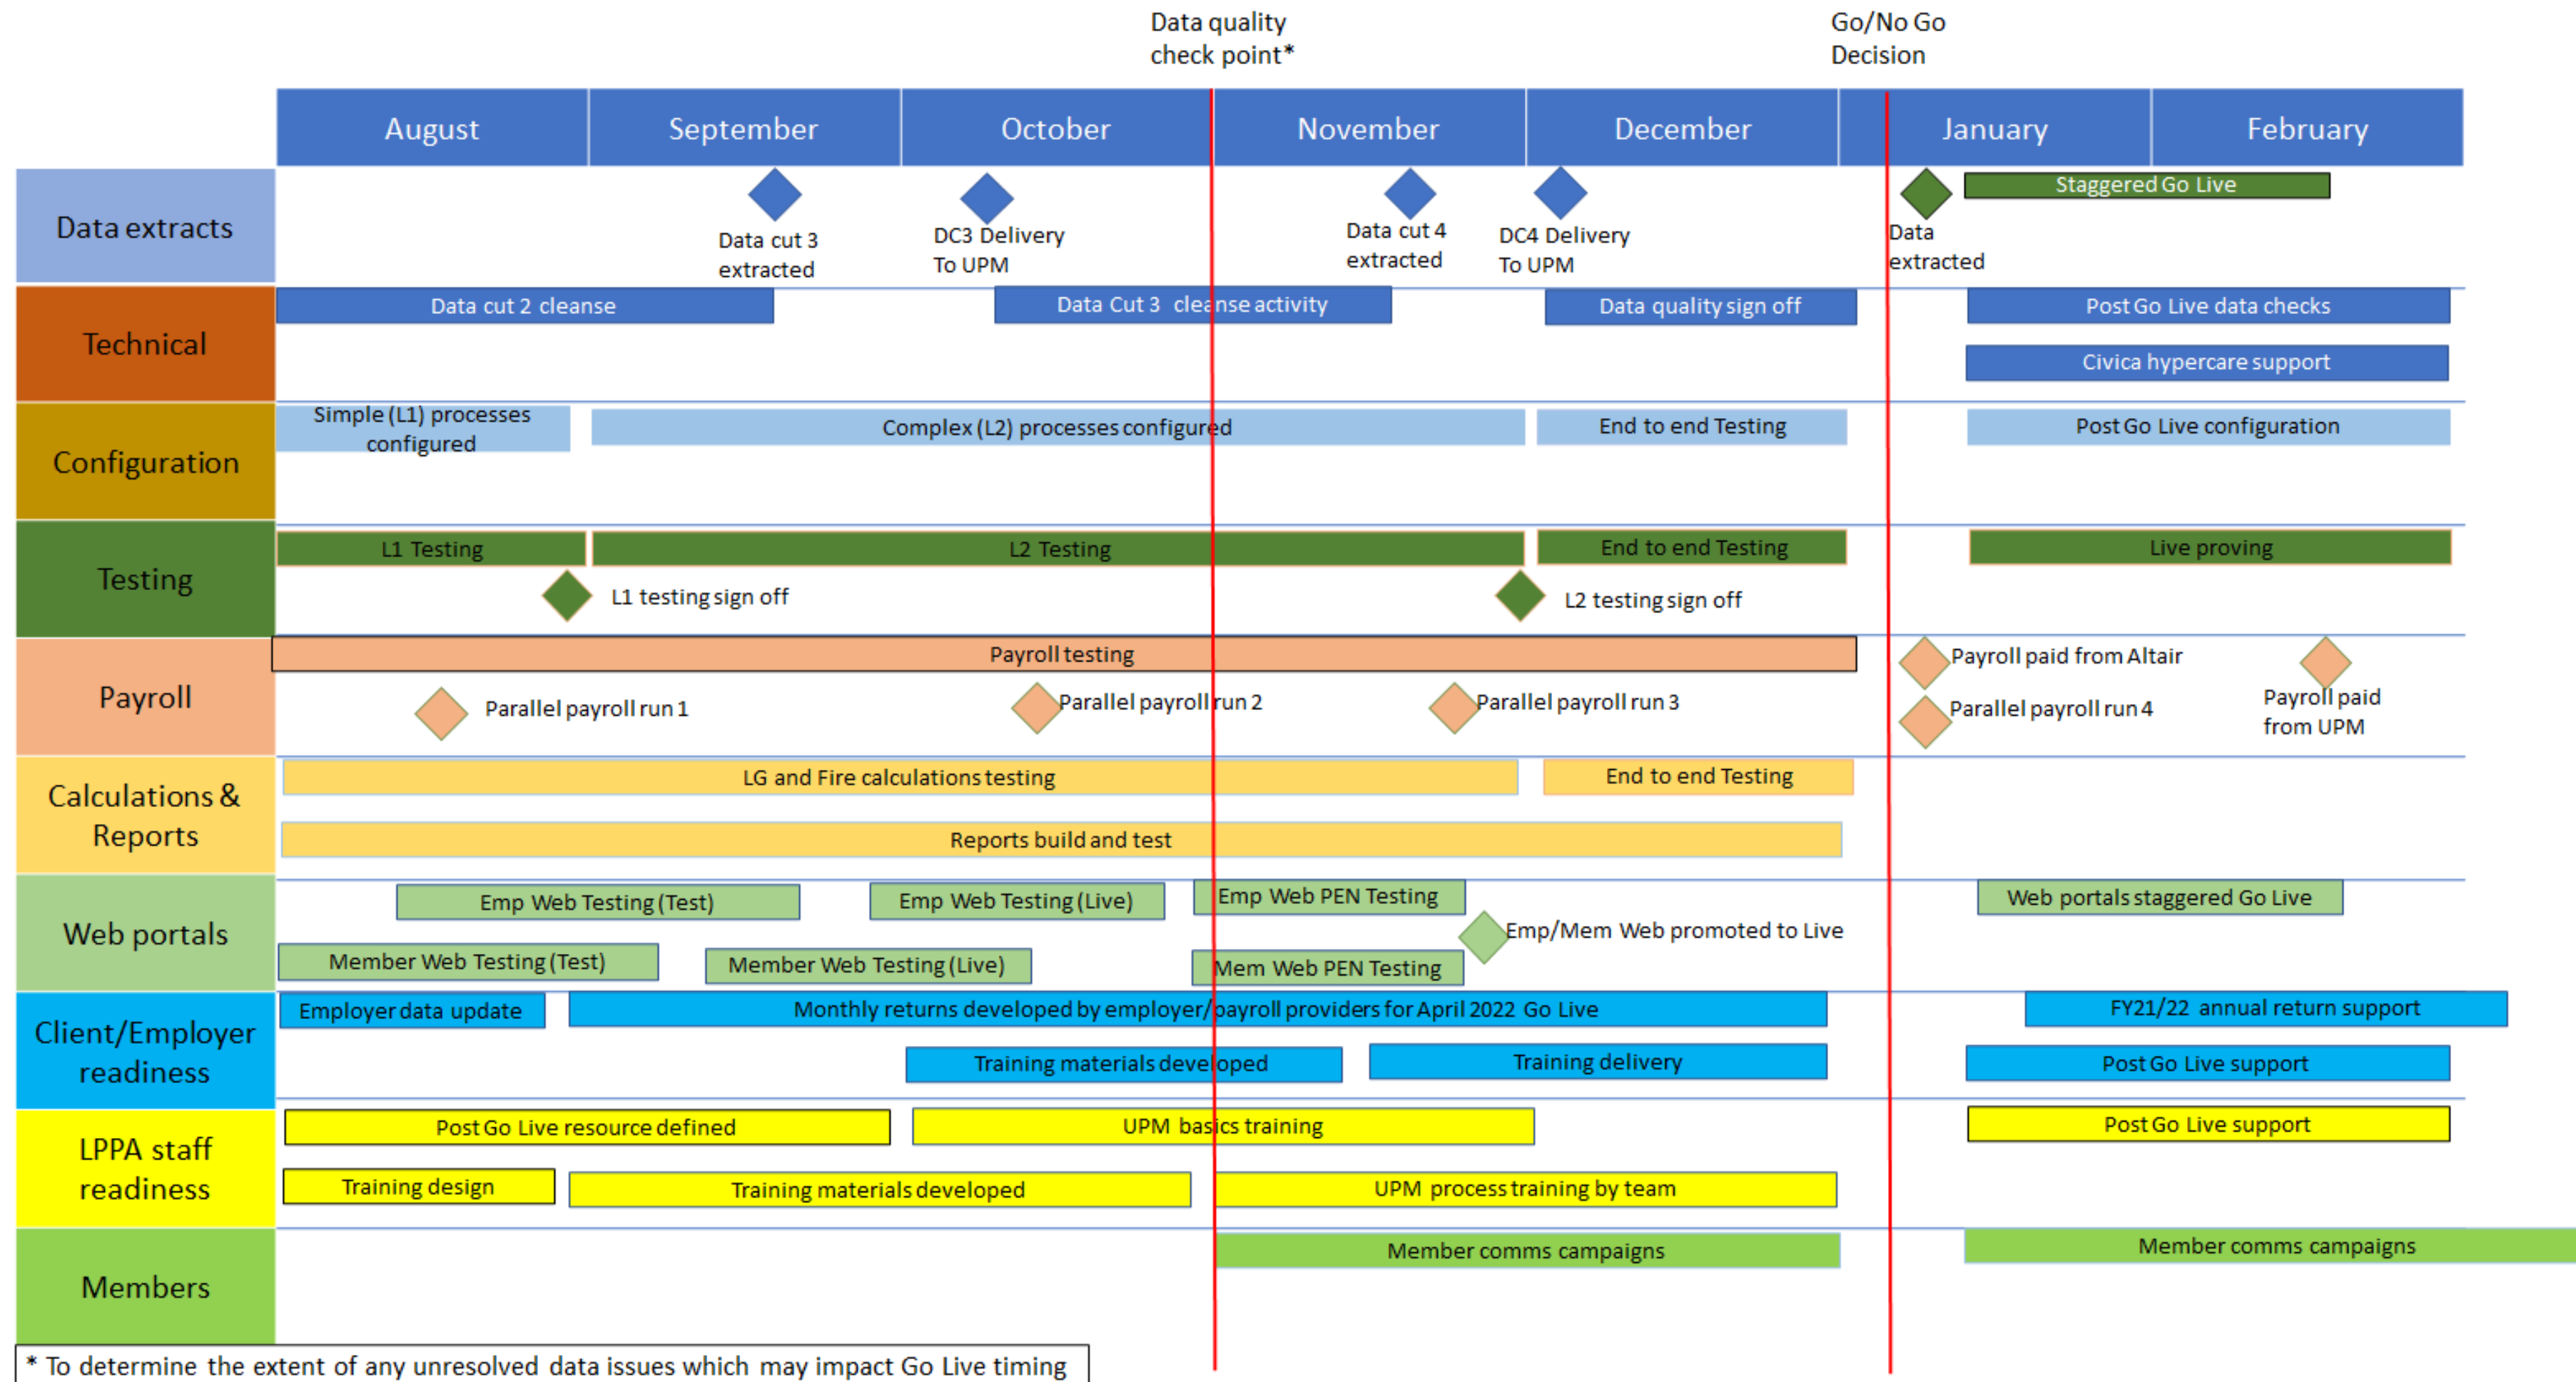 Data quality
check point*
Go/No Go
Decision
August
September
October
November
December
January
February
Data extracts
Data cut 3
extracted
DC3 Delivery
To UPM
Data cut 4
extracted
DC4 Delivery
To UPM
Data
extracted
Staggered Go Live
Technical
Data cut 2 cleanse
Data Cut 3 cleanse activity
Data quality sign off
Post Go Live data checks
Civica hypercare support
Configuration
Simple (L1) processes
configured
Complex (L2) processes configured
End to end Testing
Post Go Live configuration
Testing
L1 Testing
L2 Testing
End to end Testing
Live proving
L1 testing sign off
L2 testing sign off
Payroll
Payroll testing
Payroll paid from Altair
Parallel payroll run 1
Parallel payroll run 2
Parallel payroll run 3
Parallel payroll run 4
Payroll paid
from UPM
Calculations &
Reports
LG and Fire calculations testing
End to end Testing
Reports build and test
Web portals
Emp Web Testing (Test)
Emp Web Testing (Live)
Emp Web PEN Testing
Web portals staggered Go Live
Emp/Mem Web promoted to Live
Member Web Testing (Test)
Member Web Testing (Live)
Mem Web PEN Testing
Client/Employer
readiness
Employer data update
Monthly returns developed by employer/payroll providers for April 2022 Go Live
FY21/22 annual return support
Training materials developed
Training delivery
Post Go Live support
LPPA staff
readiness
Post Go Live resource defined
UPM basics training
Post Go Live support
Training design
Training materials developed
UPM process training by team
Members
Member comms campaigns
Member comms campaigns
* To determine the extent of any unresolved data issues which may impact Go Live timing